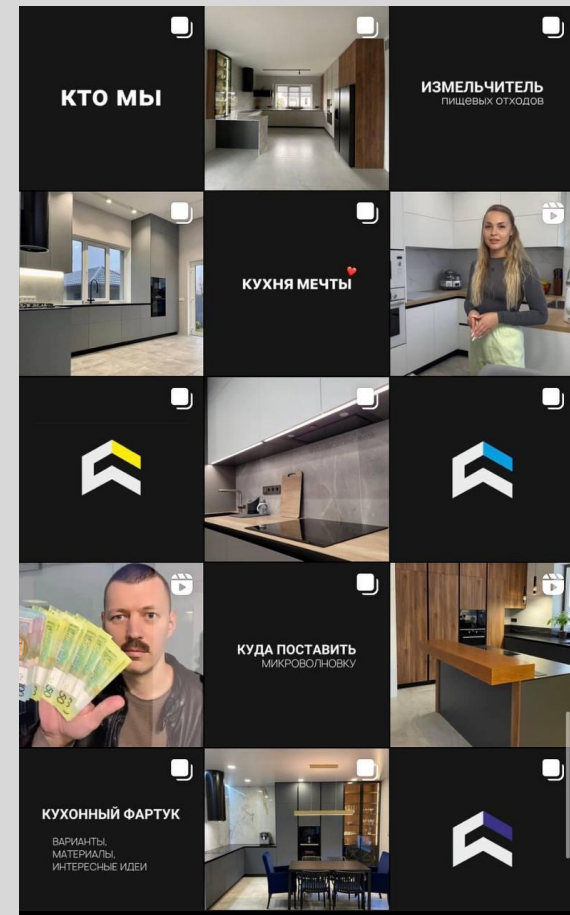 КТО МЫ
ИЗМЕЛЬЧИТЕЛЬ
ПИЩЕВЫХ ОТХОДОВ
КУХНЯ МЕЧТЫ
КУДА ПОСТАВИТЬ
МИКРОВОЛНОВКУ
КУХОННЫЙ ФАРТУК
ВАРИАНТЫ,
МАТЕРИАЛЫ,
ИНТЕРЕСНЫЕ ИДЕИ